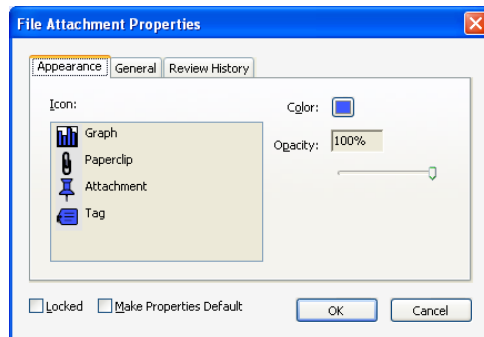 File Attachment Properties
Appearance General Review History
Icon:
Color:
Graph
Opacity: 100%
Paperclip
Attachment
Tag
Locked Make Properties Default OK Cancel